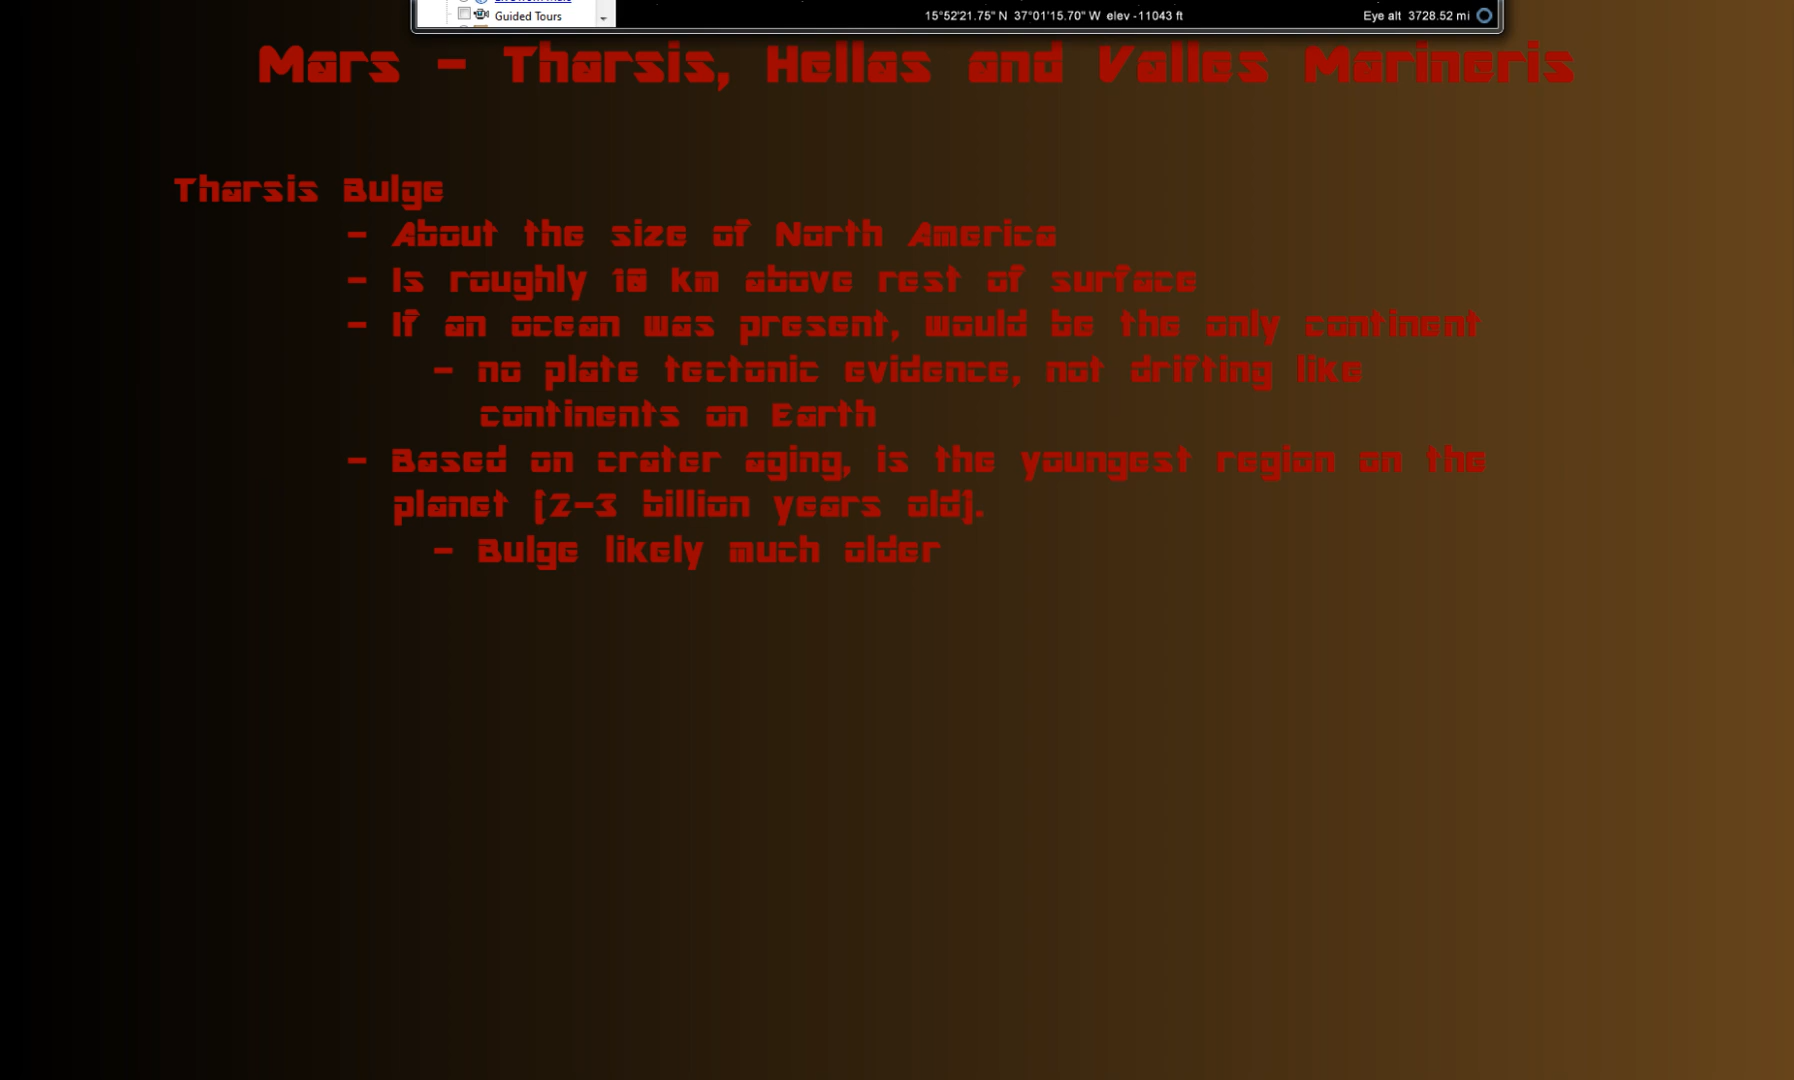 Guided Tours
15°52'21.75" N 37°01'15.70" W elev -11043 ft
Eye alt 3728.52 mi
Mars - Tharsis, Hellas and Valles Marineris
Tharsis Bulge
- About the size of North America
- Is roughly 10 km above rest of surface
- If an ocean was present, would be the only continent
- no plate tectonic evidence, not drifting like
continents on Earth
- Based on crater aging, is the youngest region on the
planet (2-3 billion years old).
- Bulge likely much older